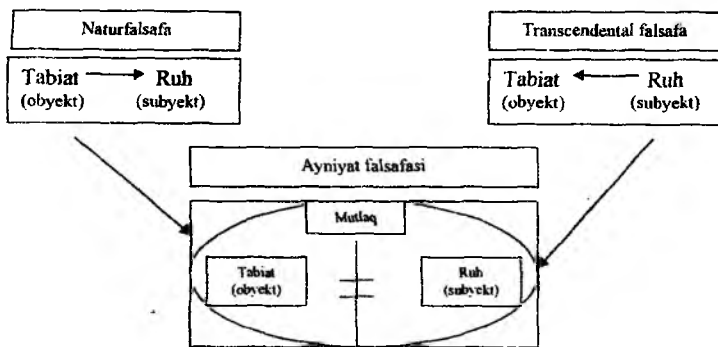 Naturfalsafa
Tabiat Ruh
(obyekt) (subyekt)
Transcendental falsafa
Tabiat Ruh
(obyekt) (subyekt)
Ayniyat falsafasi
Mutlaq
Tabiat Ruh
(obyekt) (subyekt)